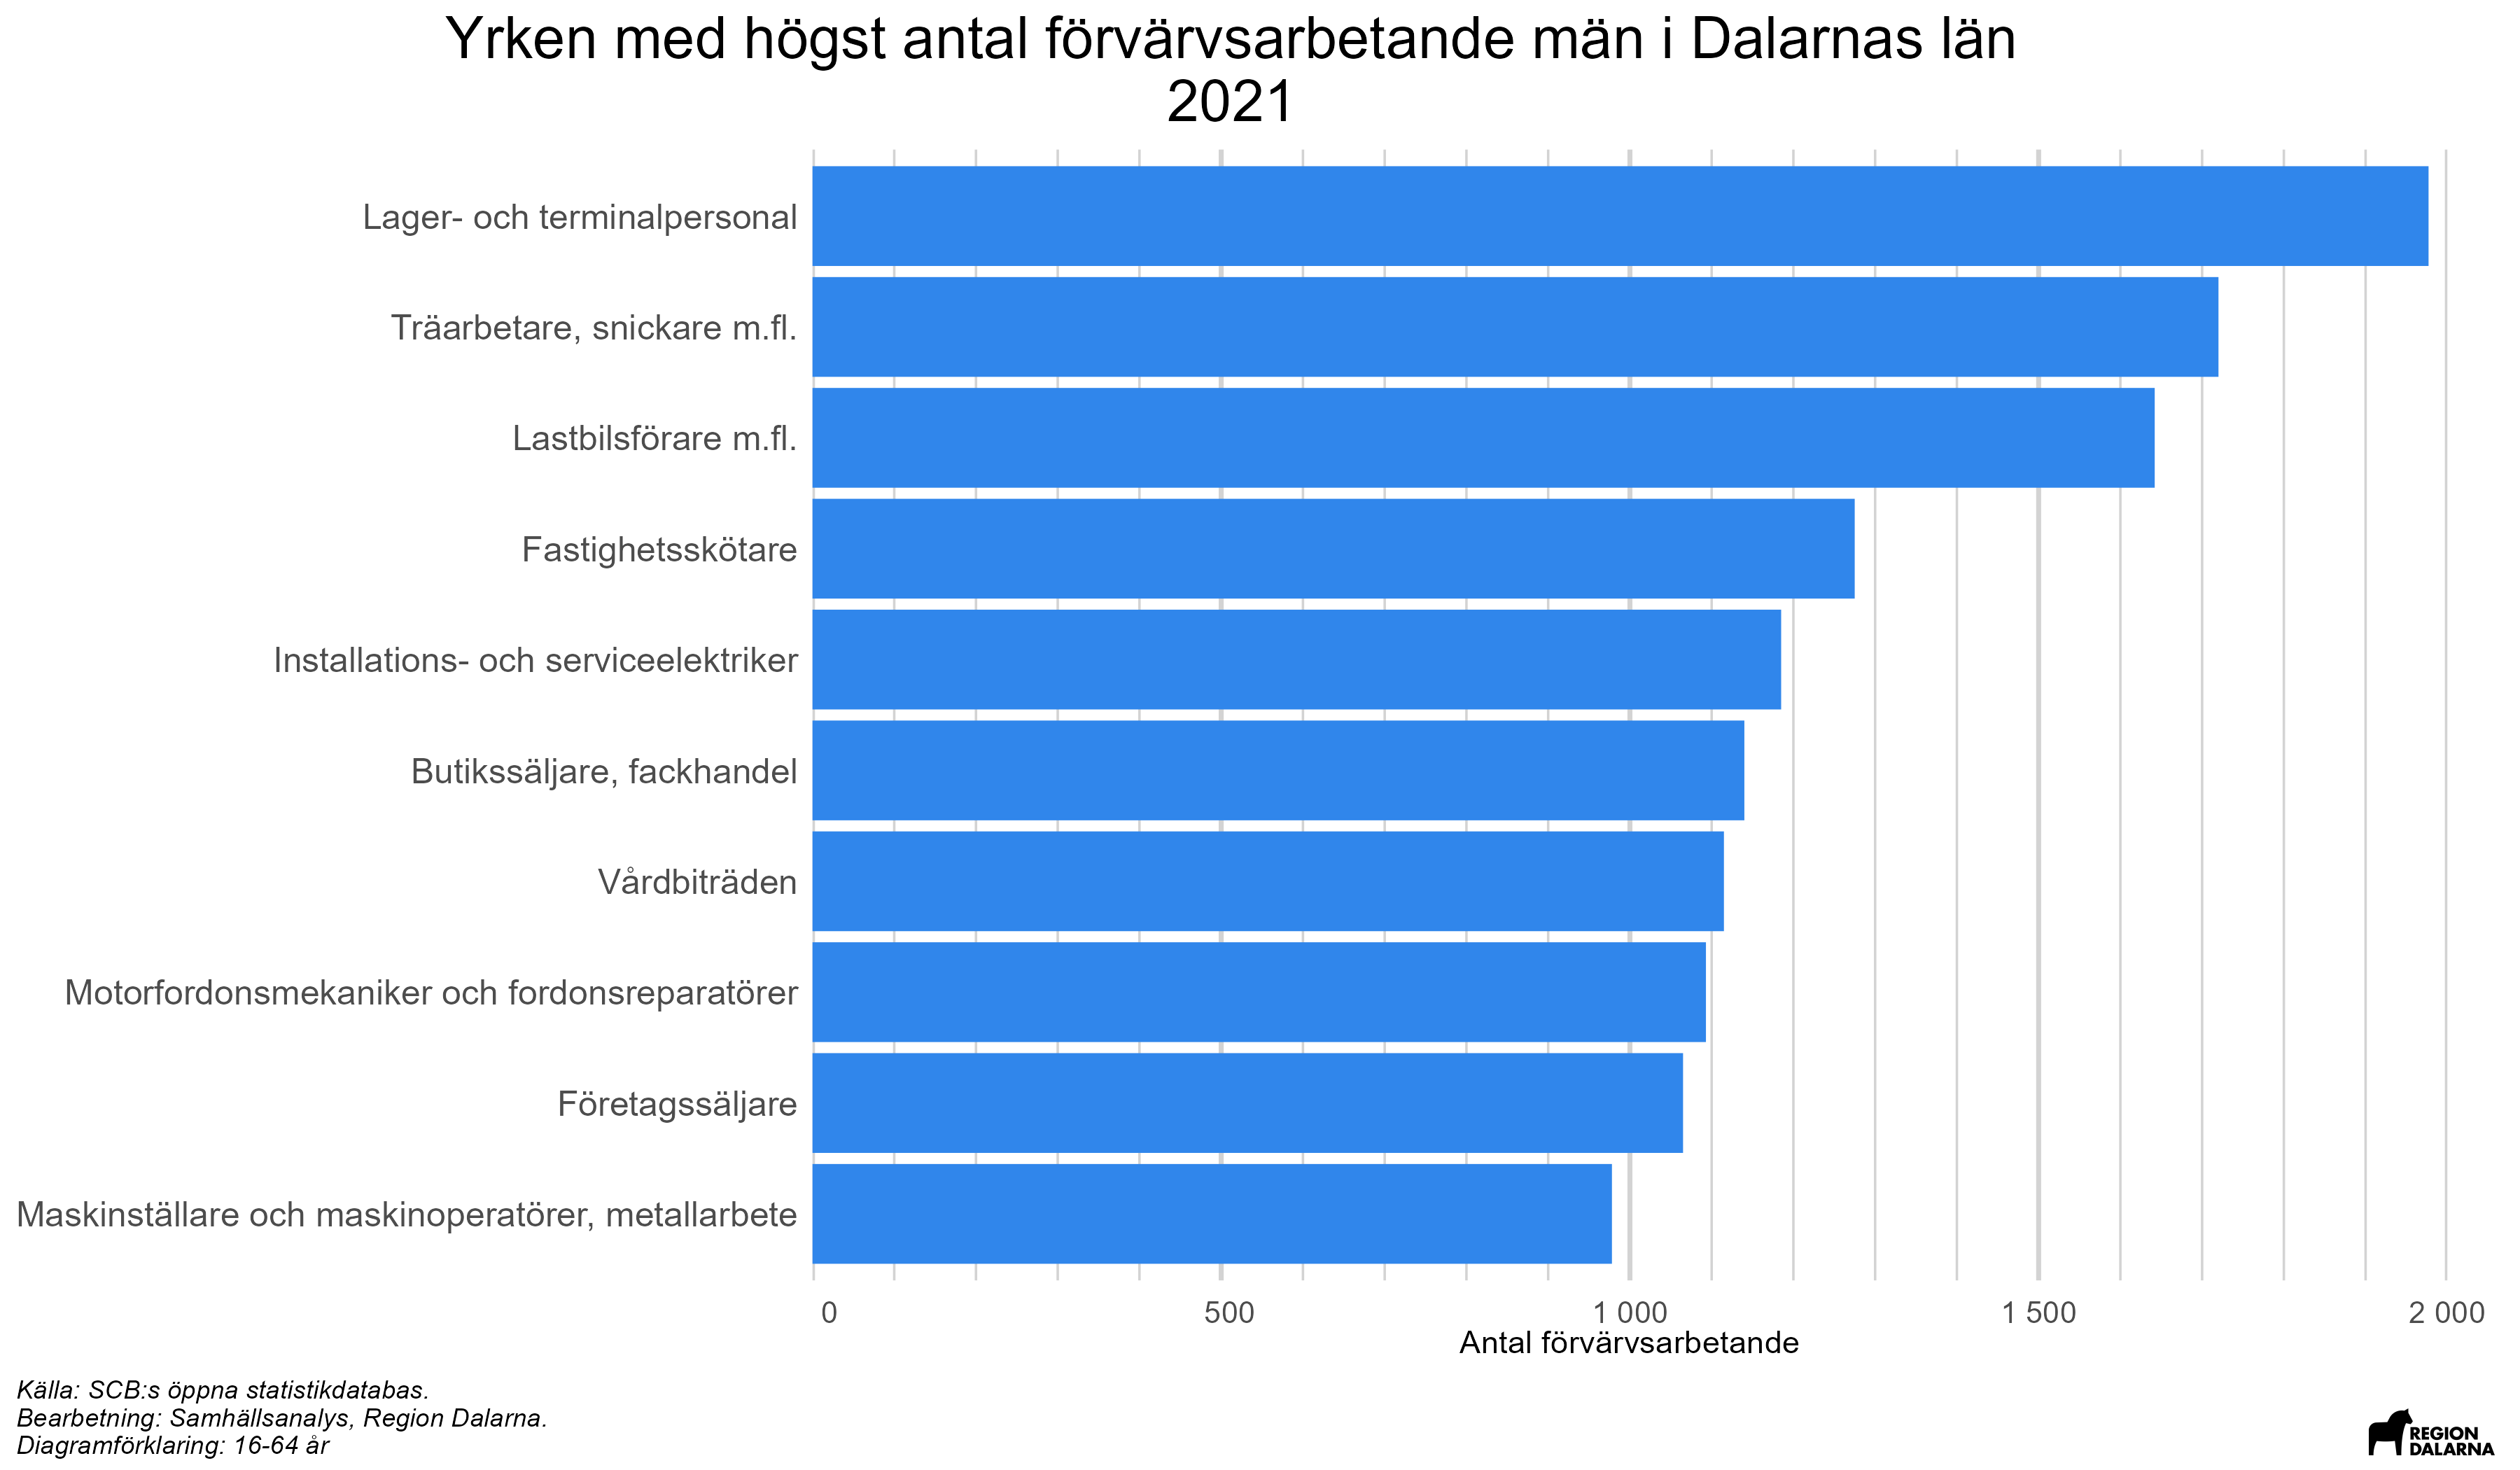 Yrken med högst antal förvärvsarbetande män i Dalarnas län
2021
Lager- och terminalpersonal
Träarbetare, snickare m.fl.
Lastbilsförare m.fl.
Fastighetsskötare
Installations- och serviceelektriker
Butikssäljare, fackhandel
Vårdbiträden
Motorfordonsmekaniker och fordonsreparatörer
Företagssäljare
Maskinställare och maskinoperatörer, metallarbete
0 500 1 000 1 500 2 000
Antal förvärvsarbetande
Källa: SCB:s öppna statistikdatabas.
Bearbetning: Samhällsanalys, Region Dalarna.
Diagramförklaring: 16-64 år
REGION
DALARNA